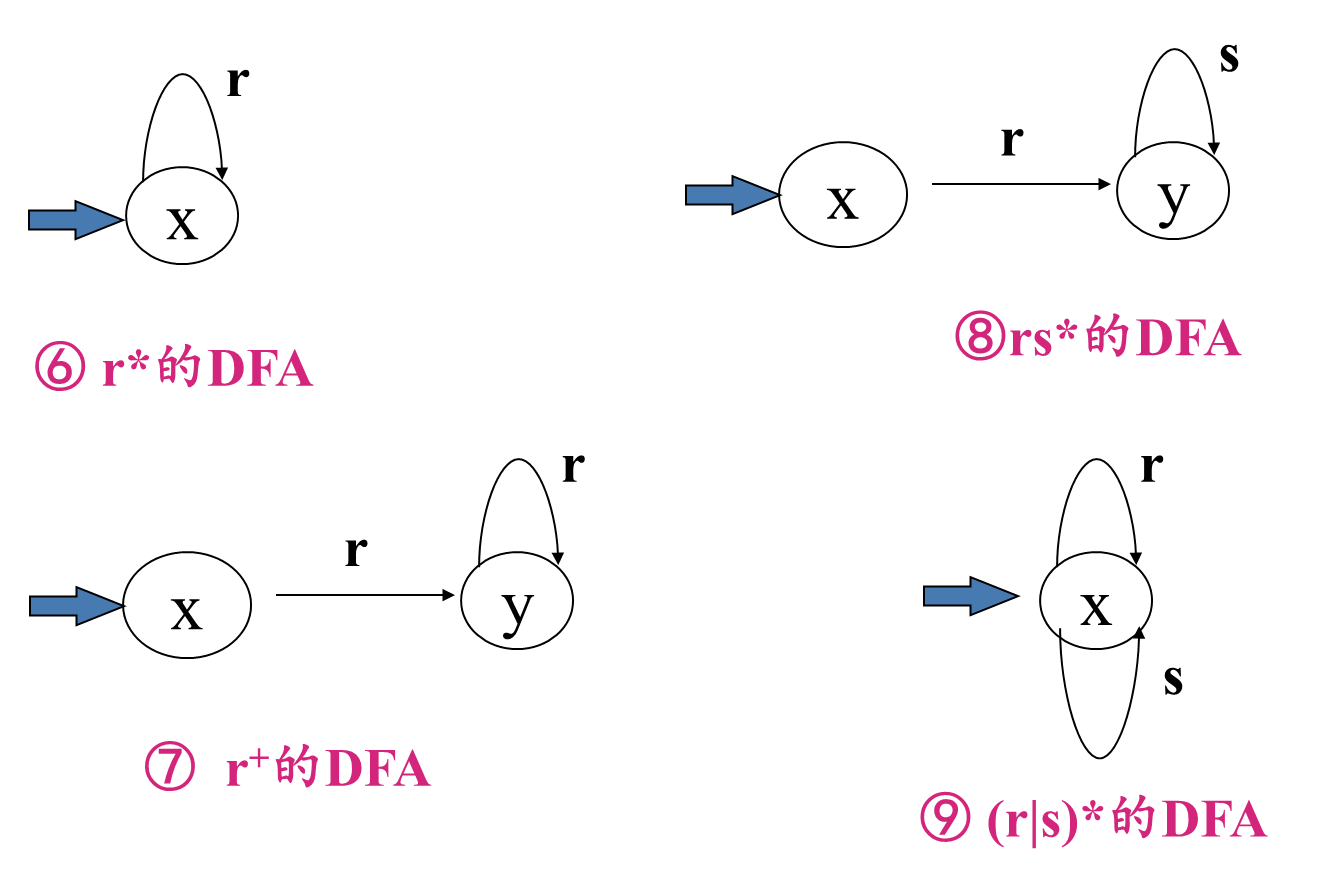 r
x
⑥ r*的DFA
s
r
x
y
⑧rs*的DFA
r
r
x
y
⑦ r⁺的DFA
r
x
s
⑨ (r|s)*的DFA